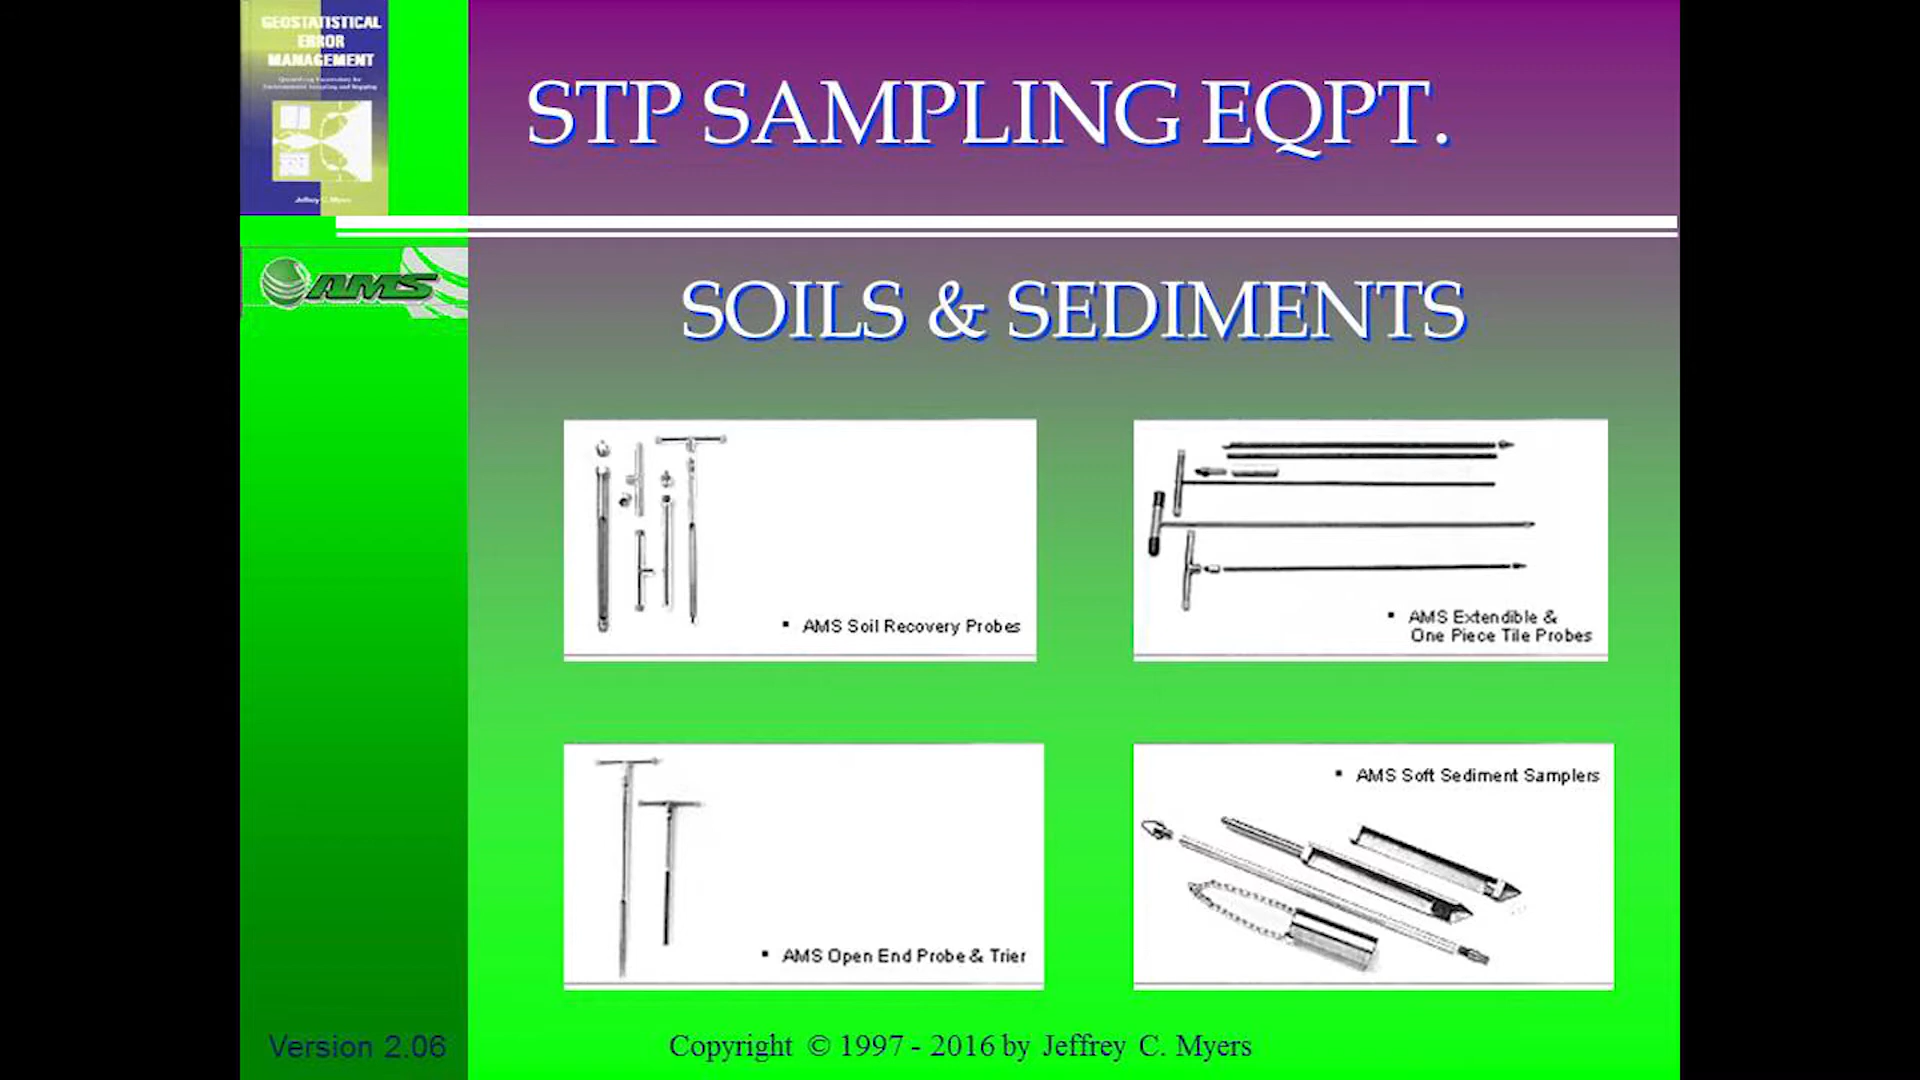 GEOSTATISTICAL
ERROR
MANAGEMENT
Jeffrey C. Myers
STP SAMPLING EQPT.
AMS
SOILS & SEDIMENTS
▪ AMS Soil Recovery Probes
▪ AMS Extendible &
One Piece Tile Probes
▪ AMS Open End Probe & Trier
▪ AMS Soft Sediment Samplers
Version 2.06
Copyright © 1997 - 2016 by Jeffrey C. Myers